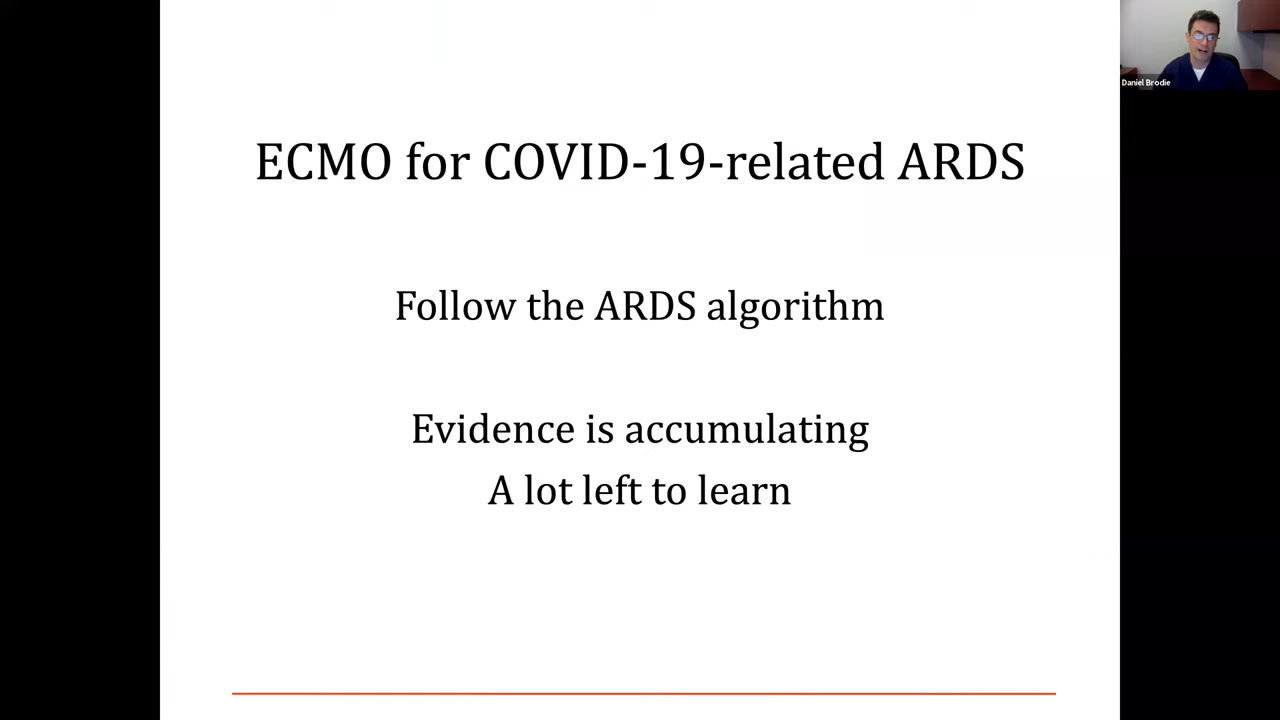 ECMO for COVID-19-related ARDS
Follow the ARDS algorithm
Evidence is accumulating
A lot left to learn
Daniel Brodie